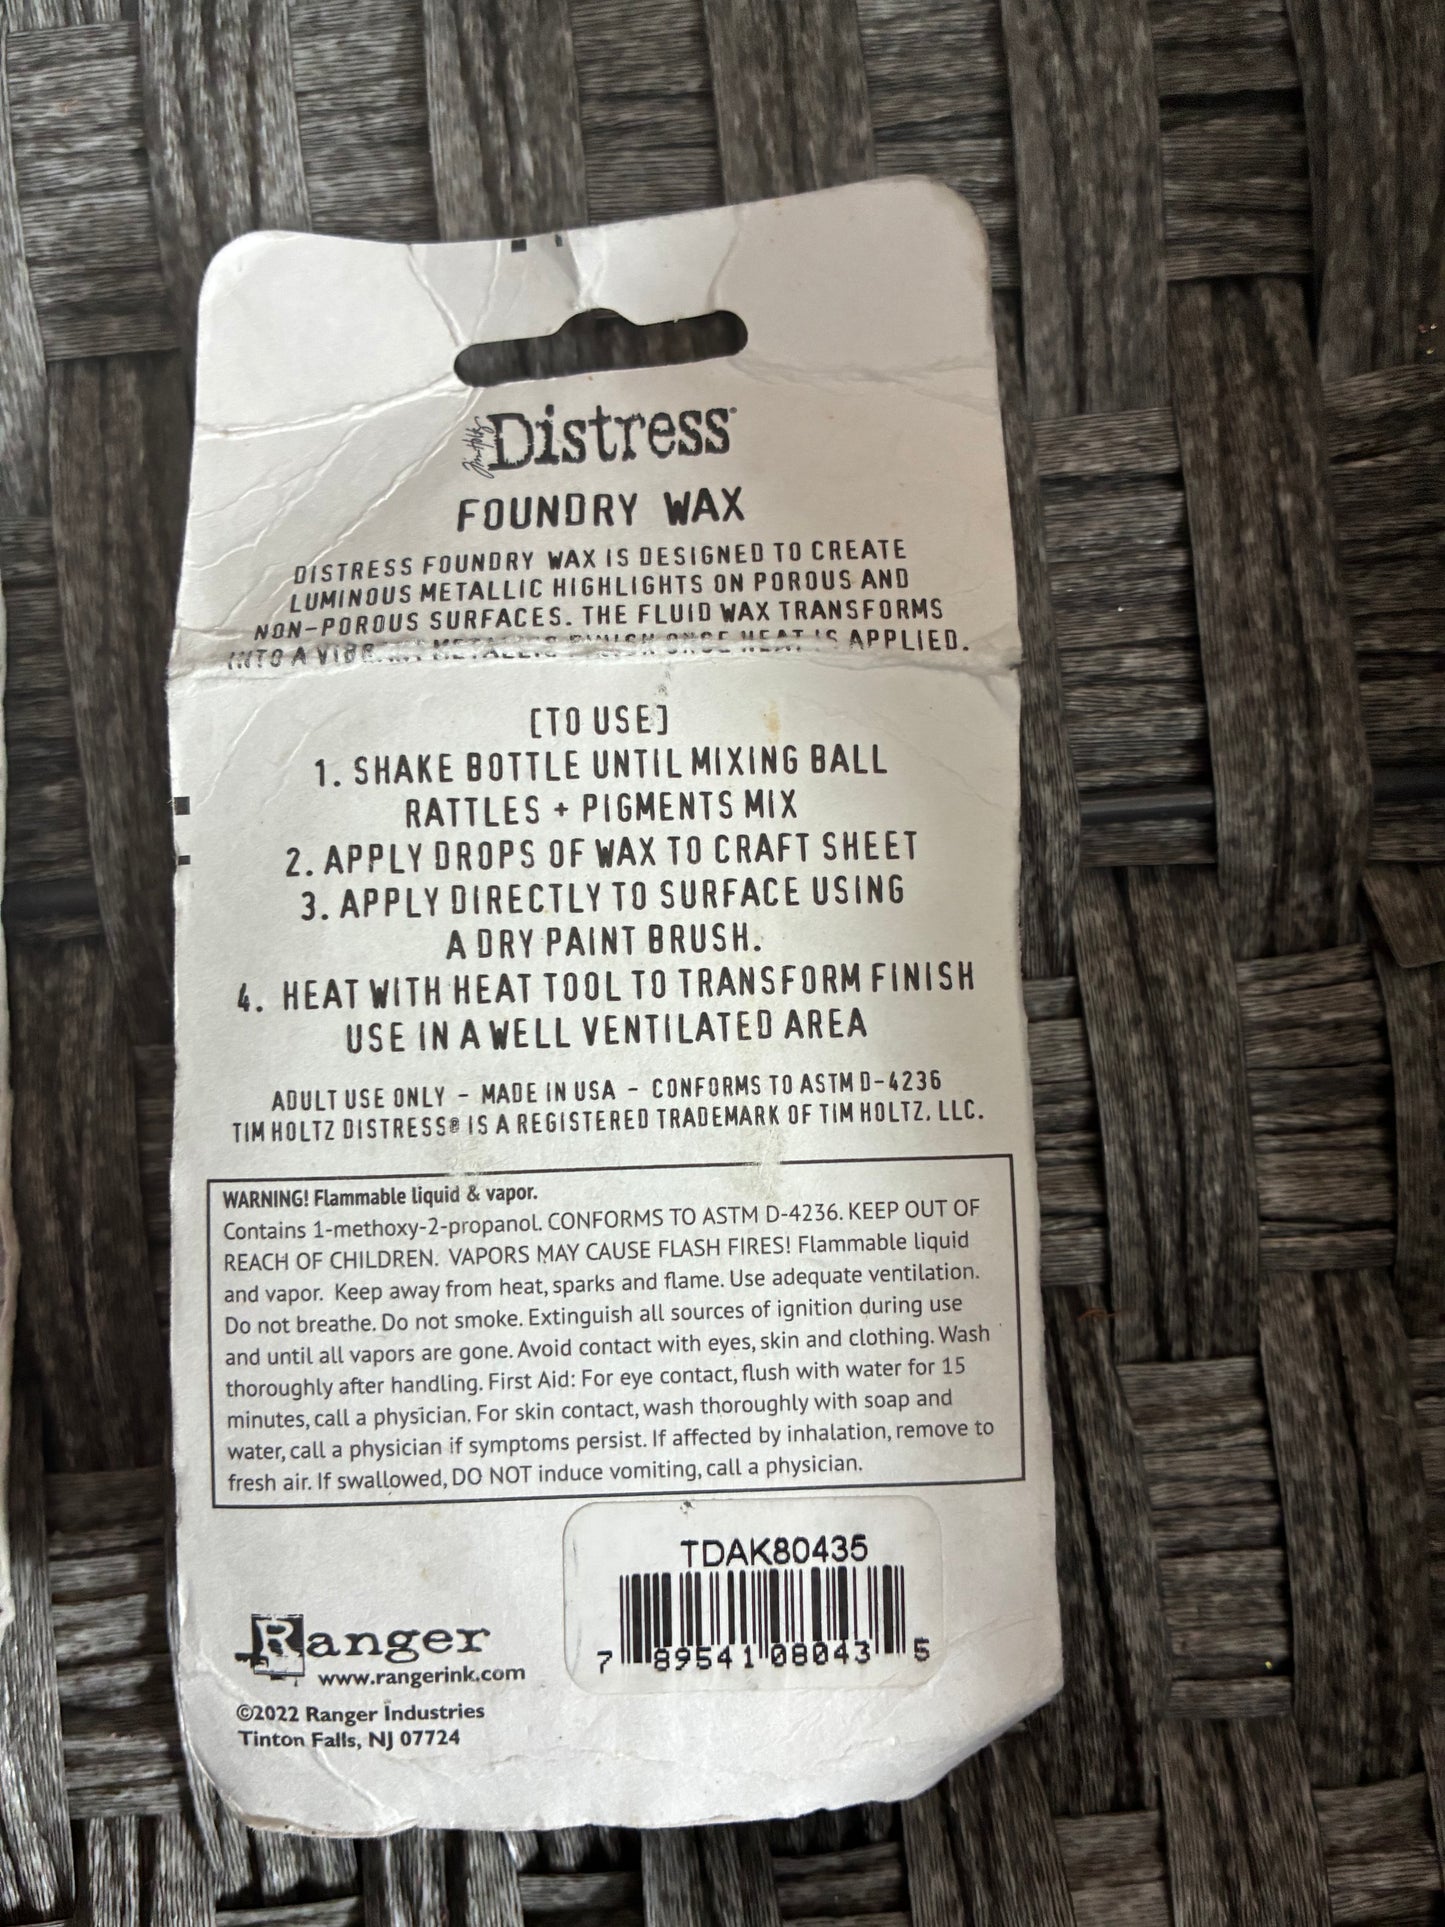 Tim Holtz Distress®
FOUNDRY WAX
DISTRESS FOUNDRY WAX IS DESIGNED TO CREATE
LUMINOUS METALLIC HIGHLIGHTS ON POROUS AND
NON-POROUS SURFACES. THE FLUID WAX TRANSFORMS
INTO A VIBRANT METALLIC FINISH ONCE HEAT IS APPLIED.
[TO USE]
1. SHAKE BOTTLE UNTIL MIXING BALL
RATTLES + PIGMENTS MIX
2. APPLY DROPS OF WAX TO CRAFT SHEET
3. APPLY DIRECTLY TO SURFACE USING
A DRY PAINT BRUSH.
4. HEAT WITH HEAT TOOL TO TRANSFORM FINISH
USE IN A WELL VENTILATED AREA
ADULT USE ONLY - MADE IN USA - CONFORMS TO ASTM D-4236
TIM HOLTZ DISTRESS® IS A REGISTERED TRADEMARK OF TIM HOLTZ, LLC.
WARNING! Flammable liquid & vapor.
Contains 1-methoxy-2-propanol. CONFORMS TO ASTM D-4236. KEEP OUT OF
REACH OF CHILDREN. VAPORS MAY CAUSE FLASH FIRES! Flammable liquid
and vapor. Keep away from heat, sparks and flame. Use adequate ventilation.
Do not breathe. Do not smoke. Extinguish all sources of ignition during use
and until all vapors are gone. Avoid contact with eyes, skin and clothing. Wash
thoroughly after handling. First Aid: For eye contact, flush with water for 15
minutes, call a physician. For skin contact, wash thoroughly with soap and
water, call a physician if symptoms persist. If affected by inhalation, remove to
fresh air. If swallowed, DO NOT induce vomiting, call a physician.
TDAK80435
7 89541 08043 5
Ranger
www.rangerink.com
©2022 Ranger Industries
Tinton Falls, NJ 07724